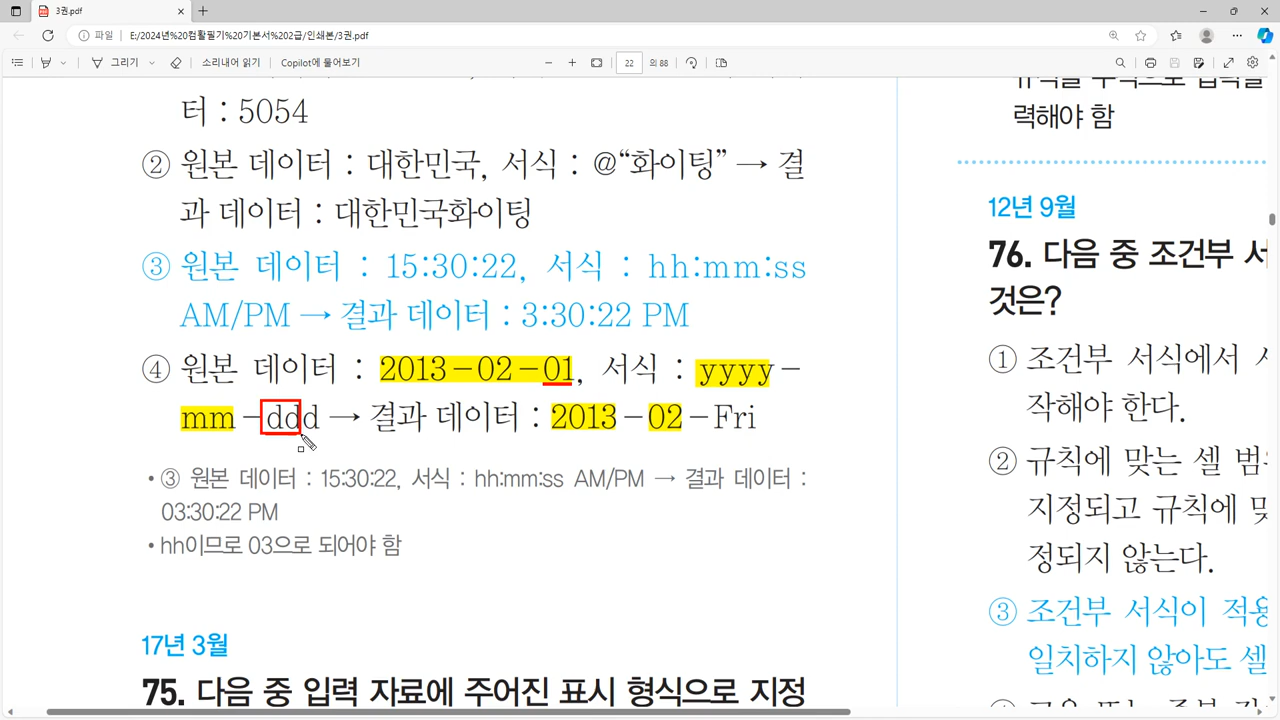 3권.pdf
파일
E:/2024년%20컴활필기%20기본서%202급/인쇄본/3권.pdf
그리기
소리내어 읽기
Copilot에 물어보기
22
의 88
터 : 5054
② 원본 데이터 : 대한민국, 서식 : @“화이팅” → 결
과 데이터 : 대한민국화이팅
③ 원본 데이터 : 15:30:22, 서식 : hh:mm:ss
AM/PM → 결과 데이터 : 3:30:22 PM
④ 원본 데이터 : 2013-02-01, 서식 : yyyy-
mm-ddd → 결과 데이터 : 2013-02-Fri
• ③ 원본 데이터 : 15:30:22, 서식 : hh:mm:ss AM/PM → 결과 데이터 :
03:30:22 PM
• hh이므로 03으로 되어야 함
17년 3월
75. 다음 중 입력 자료에 주어진 표시 형식으로 지정
력해야 함
12년 9월
76. 다음 중 조건부 서
것은?
① 조건부 서식에서 
작해야 한다.
② 규칙에 맞는 셀 범
지정되고 규칙에 맞
정되지 않는다.
③ 조건부 서식이 적용
일치하지 않아도 셀